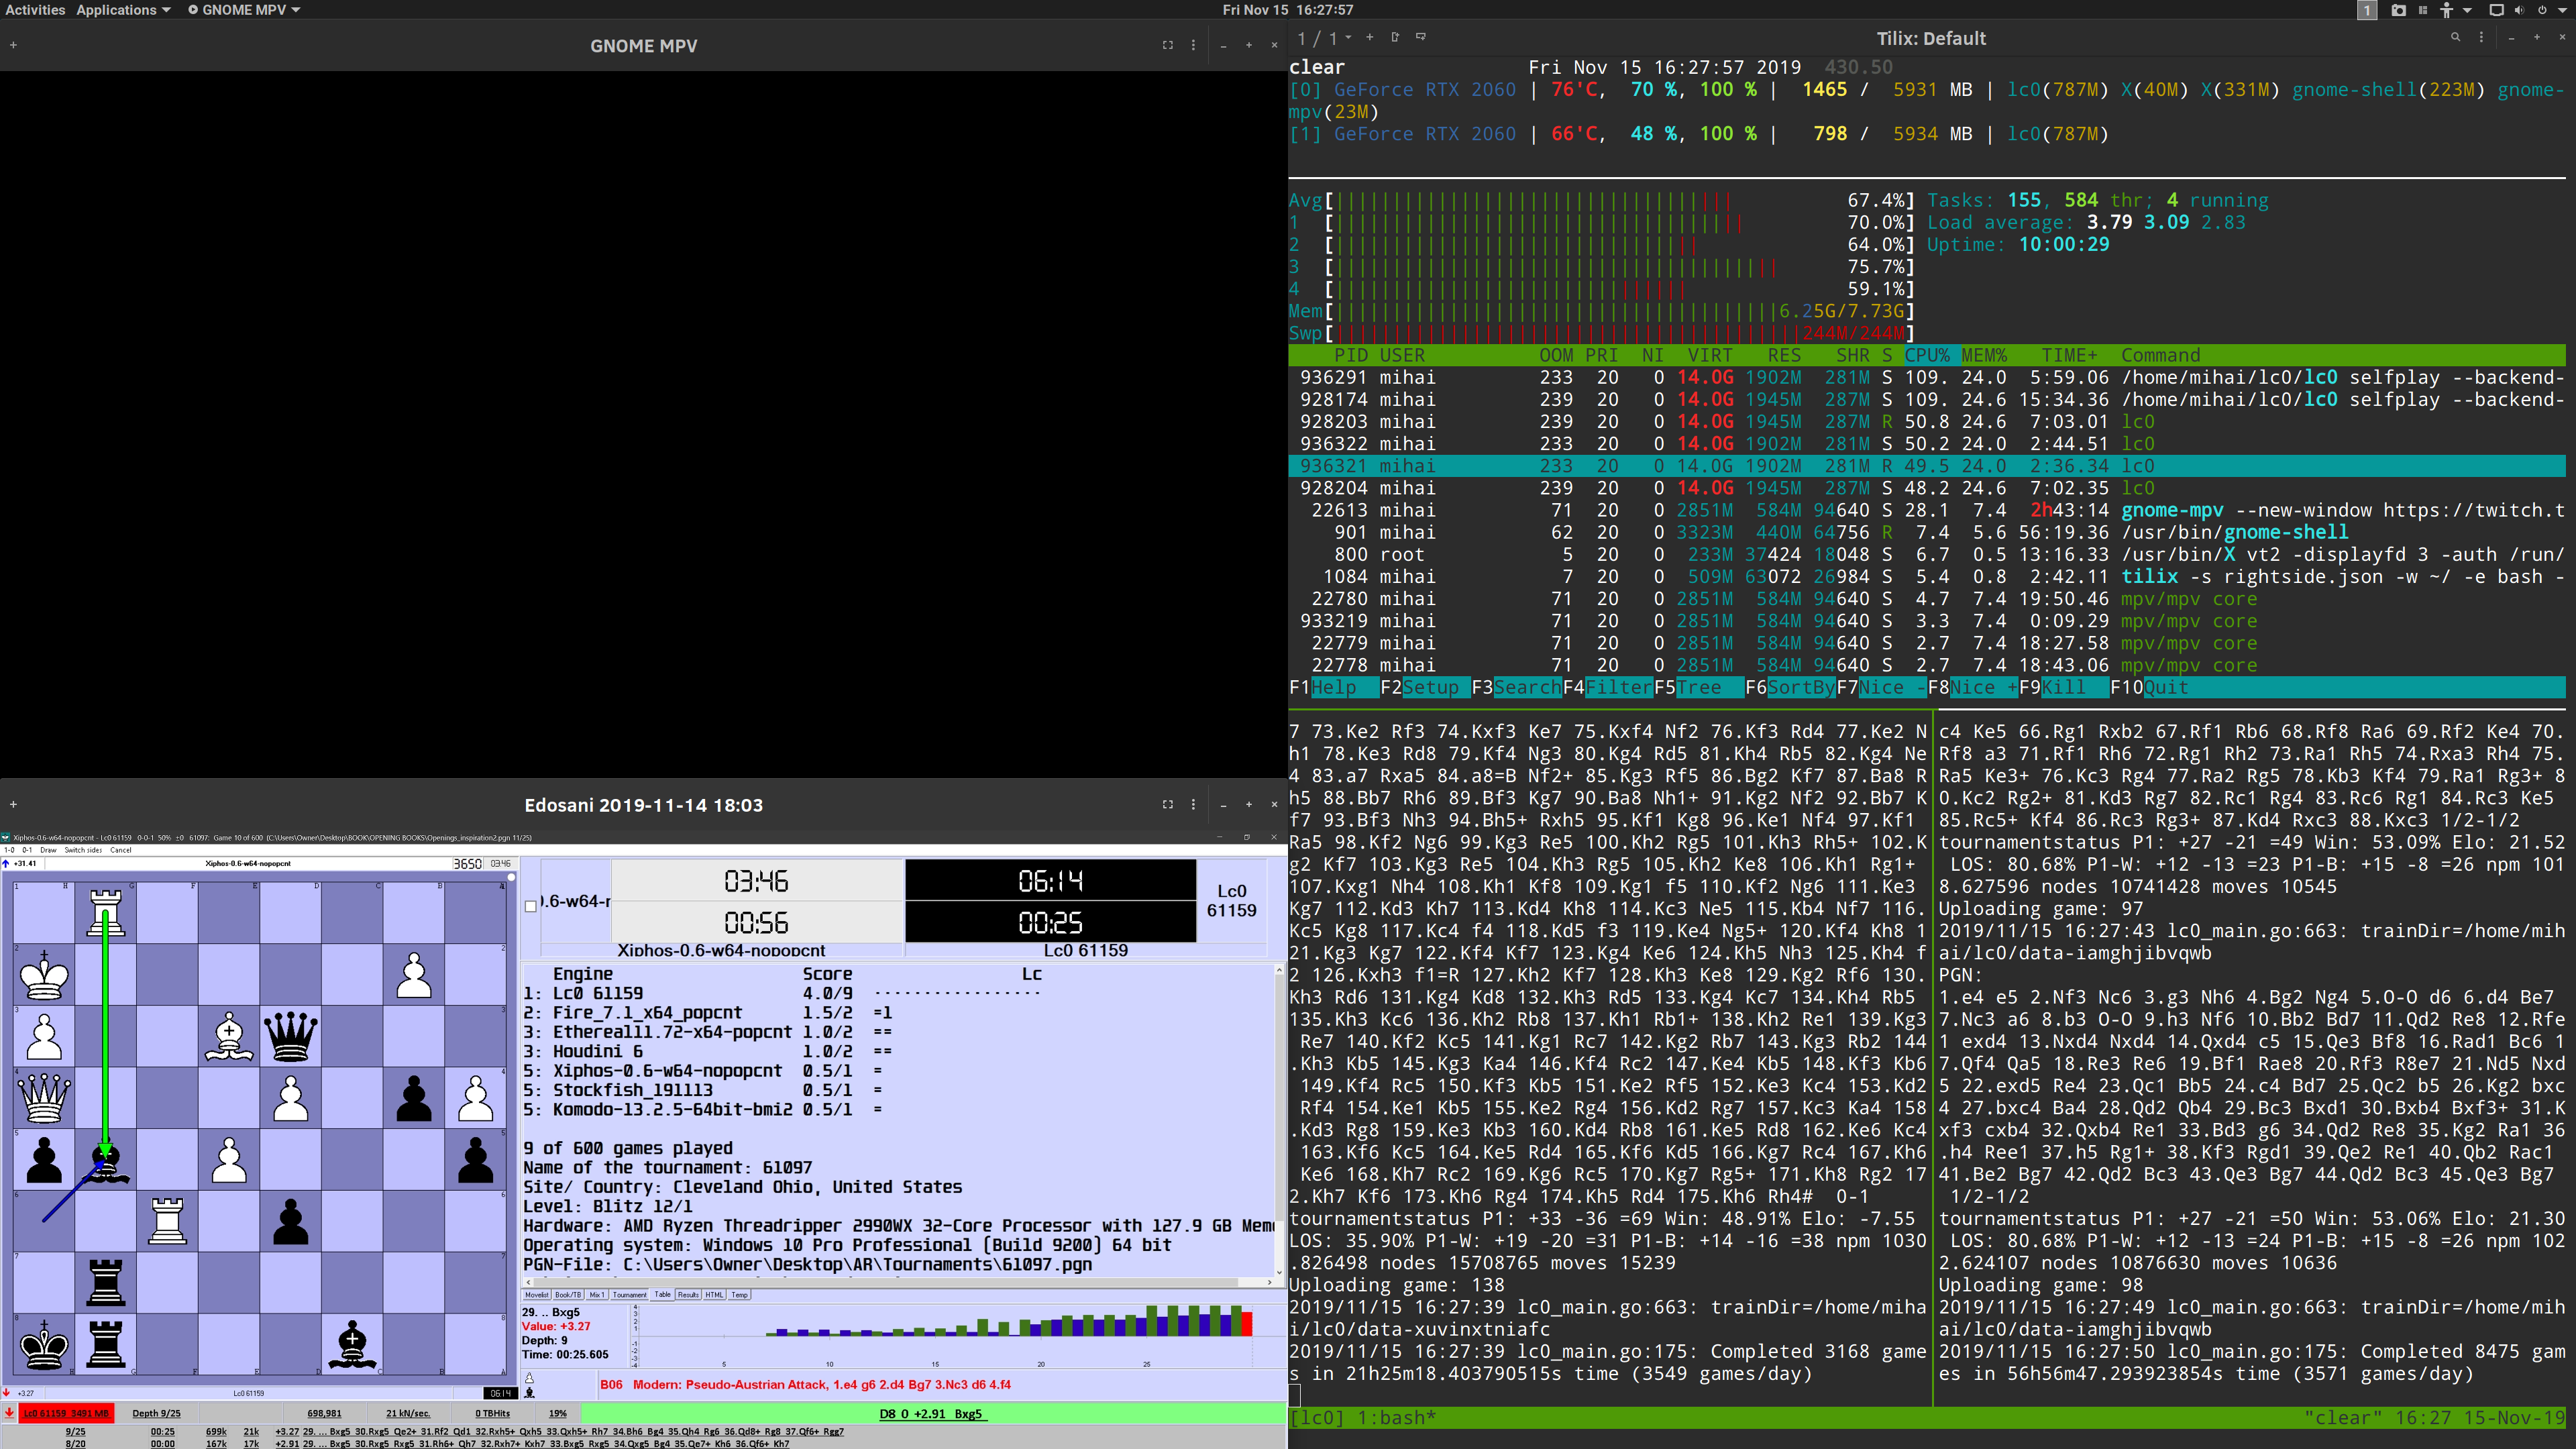 Activities Applications GNOME MPV Fri Nov 15 16:27:57 1
GNOME MPV
1 / 1 Tilix: Default
clear Fri Nov 15 16:27:57 2019 430.50
[0] GeForce RTX 2060 | 76'C, 70 %, 100 % | 1465 / 5931 MB | lc0(787M) X(40M) X(331M) gnome-shell(223M) gnome-
mpv(23M)
[1] GeForce RTX 2060 | 66'C, 48 %, 100 % | 798 / 5934 MB | lc0(787M)
Avg[ 67.4%] Tasks: 155, 584 thr; 4 running
1 [ 70.0%] Load average: 3.79 3.09 2.83
2 [ 64.0%] Uptime: 10:00:29
3 [ 75.7%]
4 [ 59.1%]
Mem[ 6.25G/7.73G]
Swp[ 244M/244M]
PID USER OOM PRI NI VIRT RES SHR S CPU% MEM% TIME+ Command
936291 mihai 233 20 0 14.0G 1902M 281M S 109. 24.0 5:59.06 /home/mihai/lc0/lc0 selfplay --backend-
928174 mihai 239 20 0 14.0G 1945M 287M S 109. 24.6 15:34.36 /home/mihai/lc0/lc0 selfplay --backend-
928203 mihai 239 20 0 14.0G 1945M 287M R 50.8 24.6 7:03.01 lc0
936322 mihai 233 20 0 14.0G 1902M 281M S 50.2 24.0 2:44.51 lc0
936321 mihai 233 20 0 14.0G 1902M 281M R 49.5 24.0 2:36.34 lc0
928204 mihai 239 20 0 14.0G 1945M 287M S 48.2 24.6 7:02.35 lc0
22613 mihai 71 20 0 2851M 584M 94640 S 28.1 7.4 2h43:14 gnome-mpv --new-window https://twitch.t
901 mihai 62 20 0 3323M 440M 64756 R 7.4 5.6 56:19.36 /usr/bin/gnome-shell
800 root 5 20 0 233M 37424 18048 S 6.7 0.5 13:16.33 /usr/bin/X vt2 -displayfd 3 -auth /run/
1084 mihai 7 20 0 509M 63072 26984 S 5.4 0.8 2:42.11 tilix -s rightside.json -w ~/ -e bash -
22780 mihai 71 20 0 2851M 584M 94640 S 4.7 7.4 19:50.46 mpv/mpv core
933219 mihai 71 20 0 2851M 584M 94640 S 3.3 7.4 0:09.29 mpv/mpv core
22779 mihai 71 20 0 2851M 584M 94640 S 2.7 7.4 18:27.58 mpv/mpv core
22778 mihai 71 20 0 2851M 584M 94640 S 2.7 7.4 18:43.06 mpv/mpv core
F1Help F2Setup F3SearchF4FilterF5Tree F6SortByF7Nice -F8Nice +F9Kill F10Quit
7 73.Ke2 Rf3 74.Kxf3 Ke7 75.Kxf4 Nf2 76.Kf3 Rd4 77.Ke2 N
h1 78.Ke3 Rd8 79.Kf4 Ng3 80.Kg4 Rd5 81.Kh4 Rb5 82.Kg4 Ne
4 83.a7 Rxa5 84.a8=B Nf2+ 85.Kg3 Rf5 86.Bg2 Kf7 87.Ba8 R
h5 88.Bb7 Rh6 89.Bf3 Kg7 90.Ba8 Nh1+ 91.Kg2 Nf2 92.Bb7 K
f7 93.Bf3 Nh3 94.Bh5+ Rxh5 95.Kf1 Kg8 96.Ke1 Nf4 97.Kf1
Ra5 98.Kf2 Ng6 99.Kg3 Re5 100.Kh2 Rg5 101.Kh3 Rh5+ 102.K
g2 Kf7 103.Kg3 Re5 104.Kh3 Rg5 105.Kh2 Ke8 106.Kh1 Rg1+
107.Kxg1 Nh4 108.Kh1 Kf8 109.Kg1 f5 110.Kf2 Ng6 111.Ke3
Kg7 112.Kd3 Kh7 113.Kd4 Kh8 114.Kc3 Ne5 115.Kb4 Nf7 116.
Kc5 Kg8 117.Kc4 f4 118.Kd5 f3 119.Ke4 Ng5+ 120.Kf4 Kh8 1
21.Kg3 Kg7 122.Kf4 Kf7 123.Kg4 Ke6 124.Kh5 Nh3 125.Kh4 f
2 126.Kxh3 f1=R 127.Kh2 Kf7 128.Kh3 Ke8 129.Kg2 Rf6 130.
Kh3 Rd6 131.Kg4 Kd8 132.Kh3 Rd5 133.Kg4 Kc7 134.Kh4 Rb5
135.Kh3 Kc6 136.Kh2 Rb8 137.Kh1 Rb1+ 138.Kh2 Re1 139.Kg3
Re7 140.Kf2 Kc5 141.Kg1 Rc7 142.Kg2 Rb7 143.Kg3 Rb2 144
.Kh3 Kb5 145.Kg3 Ka4 146.Kf4 Rc2 147.Ke4 Kb5 148.Kf3 Kb6
149.Kf4 Rc5 150.Kf3 Kb5 151.Ke2 Rf5 152.Ke3 Kc4 153.Kd2
Rf4 154.Ke1 Kb5 155.Ke2 Rg4 156.Kd2 Rg7 157.Kc3 Ka4 158
.Kd3 Rg8 159.Ke3 Kb3 160.Kd4 Rb8 161.Ke5 Rd8 162.Ke6 Kc4
163.Kf6 Kc5 164.Ke5 Rd4 165.Kf6 Kd5 166.Kg7 Rc4 167.Kh6
Ke6 168.Kh7 Rc2 169.Kg6 Rc5 170.Kg7 Rg5+ 171.Kh8 Rg2 17
2.Kh7 Kf6 173.Kh6 Rg4 174.Kh5 Rd4 175.Kh6 Rh4# 0-1
tournamentstatus P1: +33 -36 =69 Win: 48.91% Elo: -7.55
LOS: 35.90% P1-W: +19 -20 =31 P1-B: +14 -16 =38 npm 1030
.826498 nodes 15708765 moves 15239
Uploading game: 138
2019/11/15 16:27:39 lc0_main.go:663: trainDir=/home/miha
i/lc0/data-xuvinxtniafc
2019/11/15 16:27:39 lc0_main.go:175: Completed 3168 game
s in 21h25m18.403790515s time (3549 games/day)
c4 Ke5 66.Rg1 Rxb2 67.Rf1 Rb6 68.Rf8 Ra6 69.Rf2 Ke4 70.
Rf8 a3 71.Rf1 Rh6 72.Rg1 Rh2 73.Ra1 Rh5 74.Rxa3 Rh4 75.
Ra5 Ke3+ 76.Kc3 Rg4 77.Ra2 Rg5 78.Kb3 Kf4 79.Ra1 Rg3+ 8
0.Kc2 Rg2+ 81.Kd3 Rg7 82.Rc1 Rg4 83.Rc6 Rg1 84.Rc3 Ke5
85.Rc5+ Kf4 86.Rc3 Rg3+ 87.Kd4 Rxc3 88.Kxc3 1/2-1/2
tournamentstatus P1: +27 -21 =49 Win: 53.09% Elo: 21.52
LOS: 80.68% P1-W: +12 -13 =23 P1-B: +15 -8 =26 npm 101
8.627596 nodes 10741428 moves 10545
Uploading game: 97
2019/11/15 16:27:43 lc0_main.go:663: trainDir=/home/mih
ai/lc0/data-iamghjibvqwb
PGN:
1.e4 e5 2.Nf3 Nc6 3.g3 Nh6 4.Bg2 Ng4 5.O-O d6 6.d4 Be7
7.Nc3 a6 8.b3 O-O 9.h3 Nf6 10.Bb2 Bd7 11.Qd2 Re8 12.Rfe
1 exd4 13.Nxd4 Nxd4 14.Qxd4 c5 15.Qe3 Bf8 16.Rad1 Bc6 1
7.Qf4 Qa5 18.Re3 Re6 19.Bf1 Rae8 20.Rf3 R8e7 21.Nd5 Nxd
5 22.exd5 Re4 23.Qc1 Bb5 24.c4 Bd7 25.Qc2 b5 26.Kg2 bxc
4 27.bxc4 Ba4 28.Qd2 Qb4 29.Bc3 Bxd1 30.Bxb4 Bxf3+ 31.K
xf3 cxb4 32.Qxb4 Re1 33.Bd3 g6 34.Qd2 Re8 35.Kg2 Ra1 36
.h4 Ree1 37.h5 Rg1+ 38.Kf3 Rgd1 39.Qe2 Re1 40.Qb2 Rac1
41.Be2 Bg7 42.Qd2 Bc3 43.Qe3 Bg7 44.Qd2 Bc3 45.Qe3 Bg7
1/2-1/2
tournamentstatus P1: +27 -21 =50 Win: 53.06% Elo: 21.30
LOS: 80.68% P1-W: +12 -13 =24 P1-B: +15 -8 =26 npm 102
2.624107 nodes 10876630 moves 10636
Uploading game: 98
2019/11/15 16:27:49 lc0_main.go:663: trainDir=/home/mih
ai/lc0/data-iamghjibvqwb
2019/11/15 16:27:50 lc0_main.go:175: Completed 8475 gam
es in 56h56m47.293923854s time (3571 games/day)
[lc0] 1:bash* "clear" 16:27 15-Nov-19
Edosani 2019-11-14 18:03
Xiphos-0.6-w64-nopopcnt - Lc0 61159 0-0-1 50% ±0 61097: Game 10 of 600 (C:\Users\Owner\Desktop\BOOK\OPENING BOOKS\Openings_inspiration2.pgn 11/25)
1-0 0-1 Draw Switch sides Cancel
+31.41 Xiphos-0.6-w64-nopopcnt 3650 03:46
1 H G F E D C B A
2 2
3 3
4 4
5 5
6 6
7 7
8 H G F E D C B A 8
+3.27 Lc0 61159 06:14
).6-w64-r 03:46 06:14 Lc0
00:56 00:25 61159
Xiphos-0.6-w64-nopopcnt Lc0 61159
Engine Score Lc
1: Lc0 61159 4.0/9 ··················
2: Fire_7.1_x64_popcnt 1.5/2 =1
3: Ethereal11.72-x64-popcnt 1.0/2 ==
3: Houdini 6 1.0/2 ==
5: Xiphos-0.6-w64-nopopcnt 0.5/1 =
5: Stockfish_191113 0.5/1 =
5: Komodo-13.2.5-64bit-bmi2 0.5/1 =
9 of 600 games played
Name of the tournament: 61097
Site/ Country: Cleveland Ohio, United States
Level: Blitz 12/1
Hardware: AMD Ryzen Threadripper 2990WX 32-Core Processor with 127.9 GB Mem
Operating system: Windows 10 Pro Professional (Build 9200) 64 bit
PGN-File: C:\Users\Owner\Desktop\AR\Tournaments\61097.pgn
Movelist Book/TB Mix 1 Tournament Table Results HTML Temp
29. .. Bxg5
Value: +3.27
Depth: 9
Time: 00:25.605
4 3 2 1 -1 -2 -3 -4
5 10 15 20 25
B06 Modern: Pseudo-Austrian Attack, 1.e4 g6 2.d4 Bg7 3.Nc3 d6 4.f4
Lc0 61159 3491 MB Depth 9/25 698,981 21 kN/sec. 0 TBHits 19% D8 0 +2.91 Bxg5
9/25 00:25 699k 21k +3.27 29. ... Bxg5 30.Rxg5 Qe2+ 31.Rf2 Qd1 32.Rxh5+ Qxh5 33.Qxh5+ Rh7 34.Bh6 Bg4 35.Qh4 Rg6 36.Qd8+ Rg8 37.Qf6+ Rgg7
8/20 00:00 167k 17k +2.91 29. ... Bxg5 30.Rxg5 Rxg5 31.Rh6+ Qh7 32.Rxh7+ Kxh7 33.Bxg5 Rxg5 34.Qxg5 Bg4 35.Qe7+ Kh6 36.Qf6+ Kh7